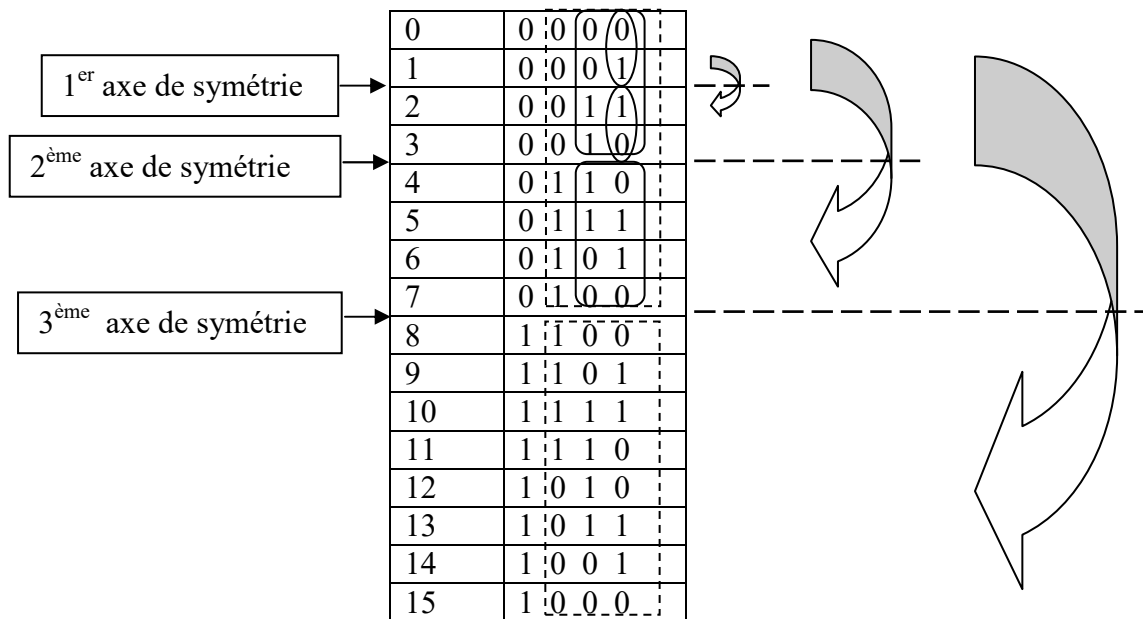 0 0 0 0 0
1 0 0 0 1
1er axe de symétrie
2 0 0 1 1
3 0 0 1 0
2ème axe de symétrie
4 0 1 1 0
5 0 1 1 1
6 0 1 0 1
7 0 1 0 0
3ème axe de symétrie
8 1 1 0 0
9 1 1 0 1
10 1 1 1 1
11 1 1 1 0
12 1 0 1 0
13 1 0 1 1
14 1 0 0 1
15 1 0 0 0